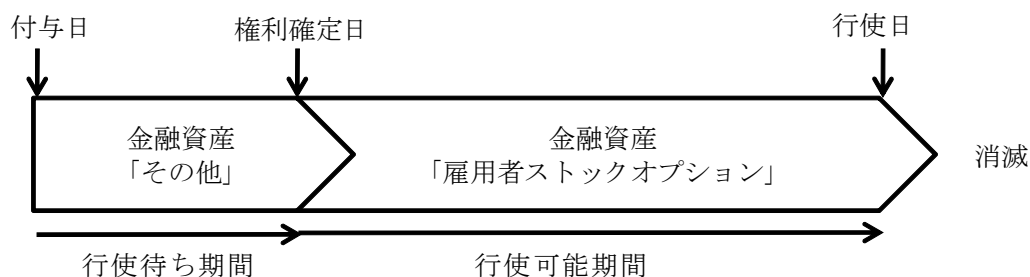 付与日
権利確定日
行使日
金融資産
「その他」
金融資産
「雇用者ストックオプション」
消滅
行使待ち期間
行使可能期間